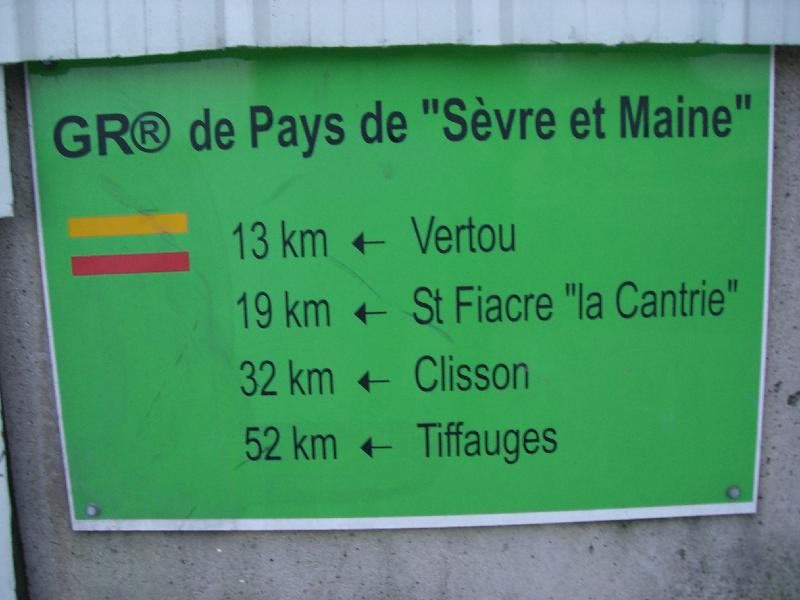 GR® de Pays de "Sèvre et Maine"
13 km ← Vertou
19 km ← St Fiacre "la Cantrie"
32 km ← Clisson
52 km ← Tiffauges